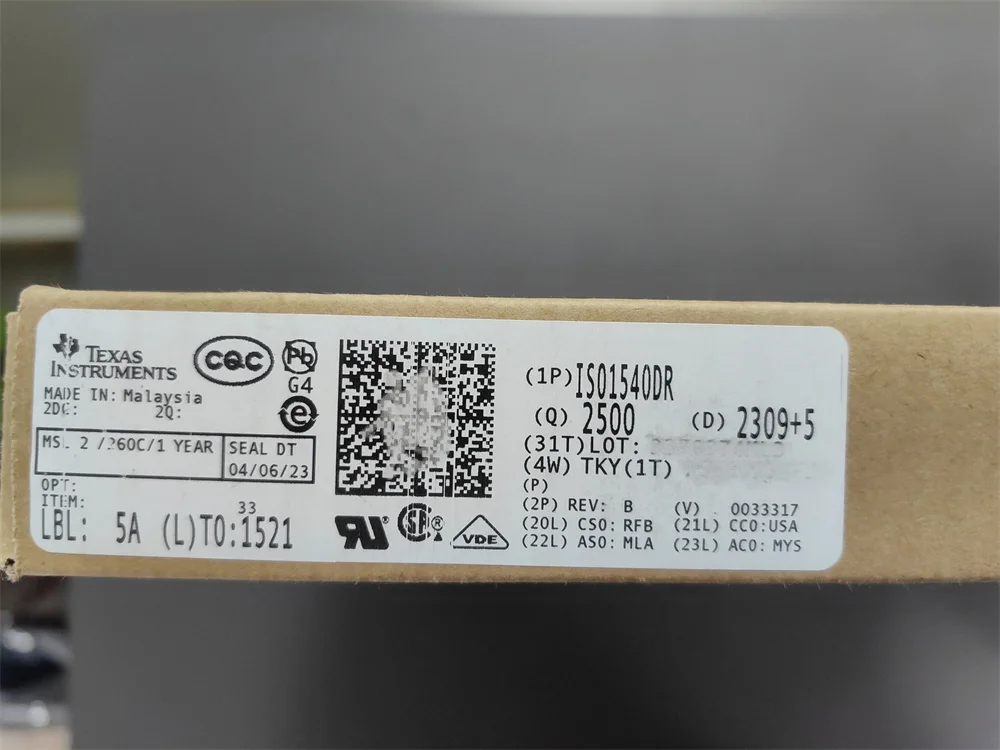 TEXAS
INSTRUMENTS
MADE IN: Malaysia
2DC: 2Q:
MSL 2 /260C/1 YEAR
SEAL DT
04/06/23
OPT:
ITEM:
33
LBL: 5A (L)TO:1521
CQC
Pb
G4
e3
VDE
(1P)ISO1540DR
(Q) 2500 (D) 2309+5
(31T)LOT:
(4W) TKY(1T)
(P)
(2P) REV: B (V) 0033317
(20L) CSO: RFB (21L) CCO:USA
(22L) ASO: MLA (23L) ACO: MYS